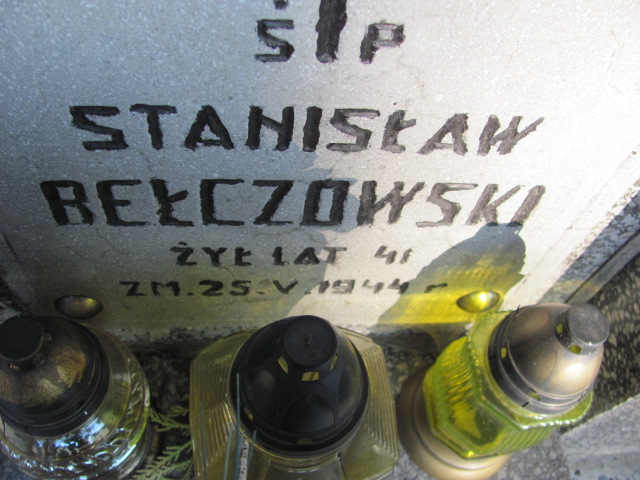 Ś P
STANISŁAW
BEŁCZOWSKI
ŻYŁ LAT 41
ZM. 25. V. 1944 r